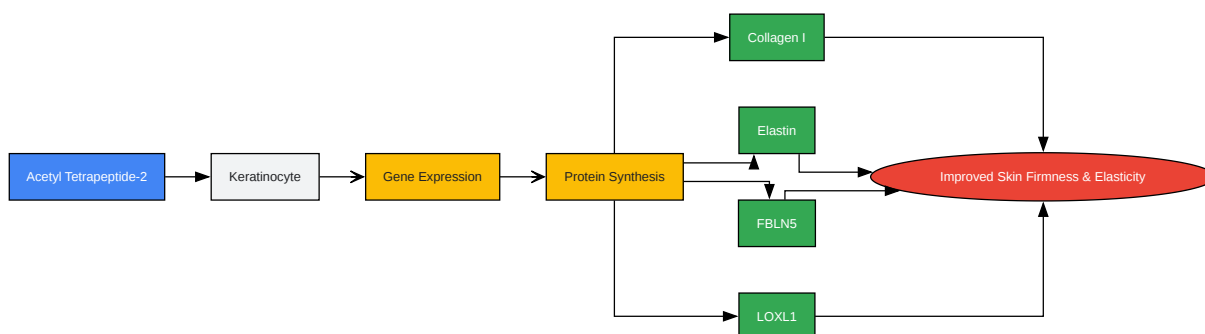 Acetyl Tetrapeptide-2
Keratinocyte
Gene Expression
Protein Synthesis
Collagen I
Elastin
FBLN5
LOXL1
Improved Skin Firmness & Elasticity